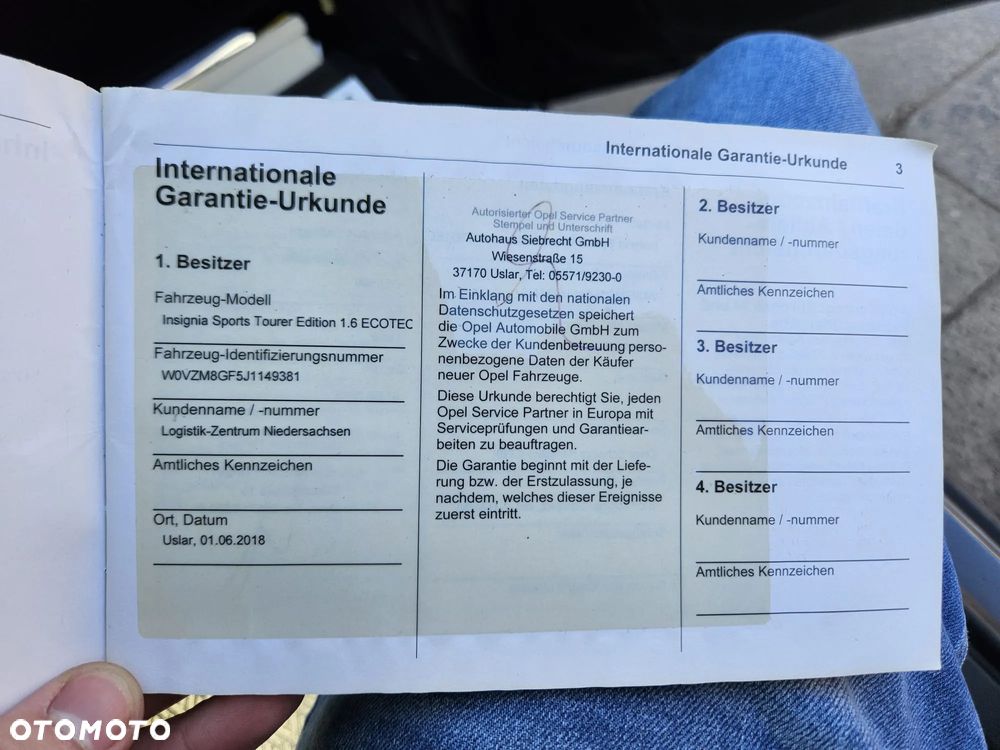 Internationale Garantie-Urkunde 3
Internationale
Garantie-Urkunde
1. Besitzer
Fahrzeug-Modell
Insignia Sports Tourer Edition 1.6 ECOTEC
Fahrzeug-Identifizierungsnummer
W0VZM8GF5J1149381
Kundenname / -nummer
Logistik-Zentrum Niedersachsen
Amtliches Kennzeichen
Ort, Datum
Uslar, 01.06.2018
Autorisierter Opel Service Partner
Stempel und Unterschrift
Autohaus Siebrecht GmbH
Wiesenstraße 15
37170 Uslar, Tel: 05571/9230-0
Im Einklang mit den nationalen
Datenschutzgesetzen speichert
die Opel Automobile GmbH zum
Zwecke der Kundenbetreuung perso-
nenbezogene Daten der Käufer
neuer Opel Fahrzeuge.
Diese Urkunde berechtigt Sie, jeden
Opel Service Partner in Europa mit
Serviceprüfungen und Garantiear-
beiten zu beauftragen.
Die Garantie beginnt mit der Liefe-
rung bzw. der Erstzulassung, je
nachdem, welches dieser Ereignisse
zuerst eintritt.
2. Besitzer
Kundenname / -nummer
Amtliches Kennzeichen
3. Besitzer
Kundenname / -nummer
Amtliches Kennzeichen
4. Besitzer
Kundenname / -nummer
Amtliches Kennzeichen
OTOMOTO